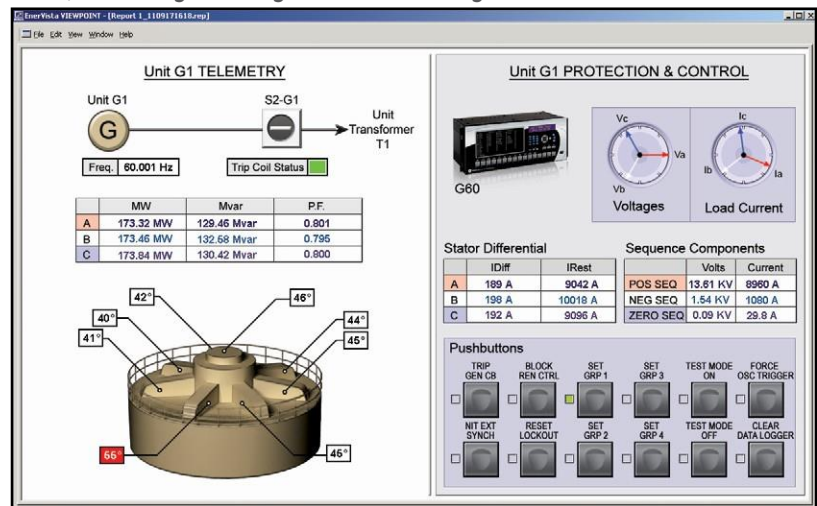 EnerVista VIEWPOINT - [Report 1_1109171618.rep]
File Edit View Window Help
Unit G1 TELEMETRY
Unit G1
S2-G1
G
Unit
Transformer
T1
Freq. 60.001 Hz
Trip Coil Status
MW Mvar P.F.
A 173.32 MW 129.46 Mvar 0.801
B 173.46 MW 132.58 Mvar 0.795
C 173.84 MW 130.42 Mvar 0.800
42°
46°
40°
44°
41°
45°
66°
46°
Unit G1 PROTECTION & CONTROL
G60
Vc
Va
Vb
Voltages
Ic
Ib
Ia
Load Current
Stator Differential
IDiff IRest
A 189 A 9042 A
B 198 A 10018 A
C 192 A 9096 A
Sequence Components
Volts Current
POS SEQ 13.61 KV 8960 A
NEG SEQ 1.54 KV 1080 A
ZERO SEQ 0.09 KV 29.8 A
Pushbuttons
TRIP GEN CB
BLOCK REN CTRL
SET GRP 1
SET GRP 3
TEST MODE ON
FORCE OSC TRIGGER
NIT EXT SYNCH
RESET LOCKOUT
SET GRP 2
SET GRP 4
TEST MODE OFF
CLEAR DATA LOGGER